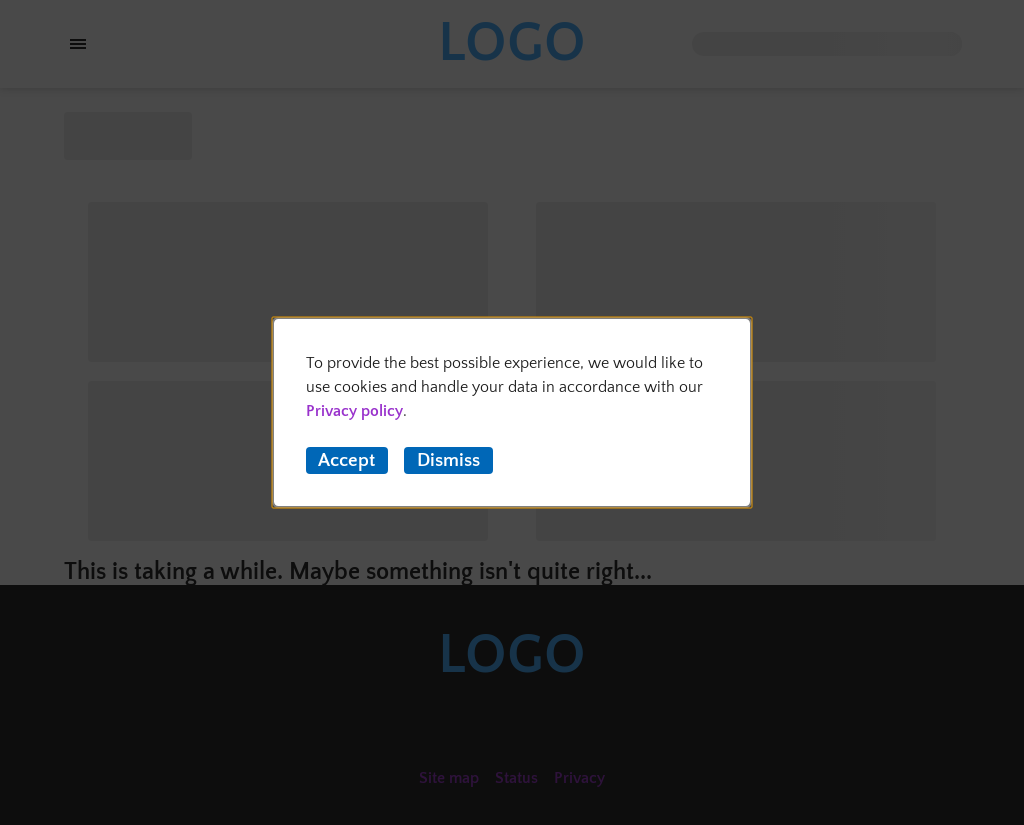 LOGO
To provide the best possible experience, we would like to
use cookies and handle your data in accordance with our
Privacy policy.
Accept Dismiss
This is taking a while. Maybe something isn't quite right...
LOGO
Site map Status Privacy